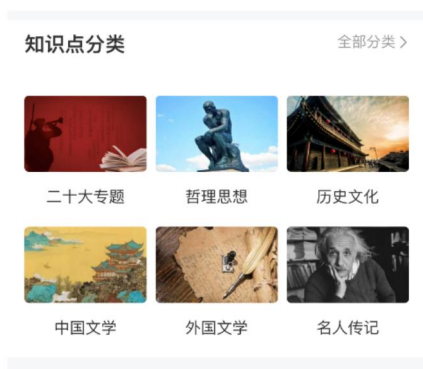 知识点分类
全部分类 >
二十大专题
哲理思想
历史文化
中国文学
外国文学
名人传记